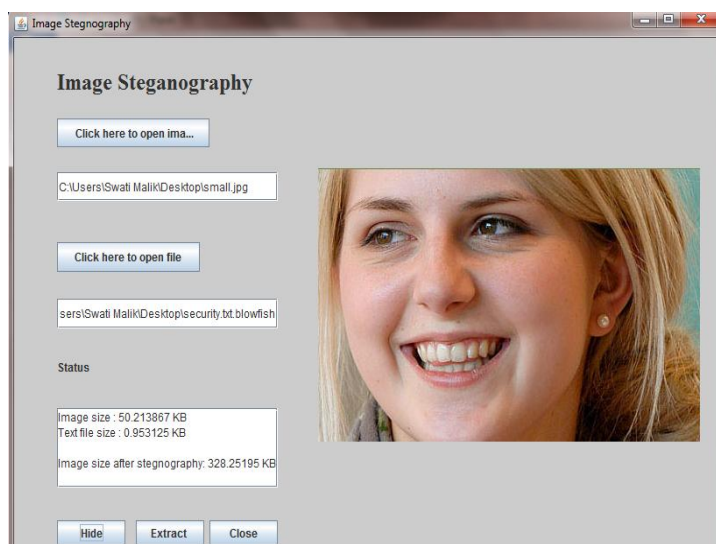 Image Stegnography
Image Steganography
Click here to open ima...
C:\Users\Swati Malik\Desktop\small.jpg
Click here to open file
sers\Swati Malik\Desktop\security.txt.blowfish
Status
Image size : 50.213867 KB
Text file size : 0.953125 KB
Image size after stegnography: 328.25195 KB
Hide Extract Close